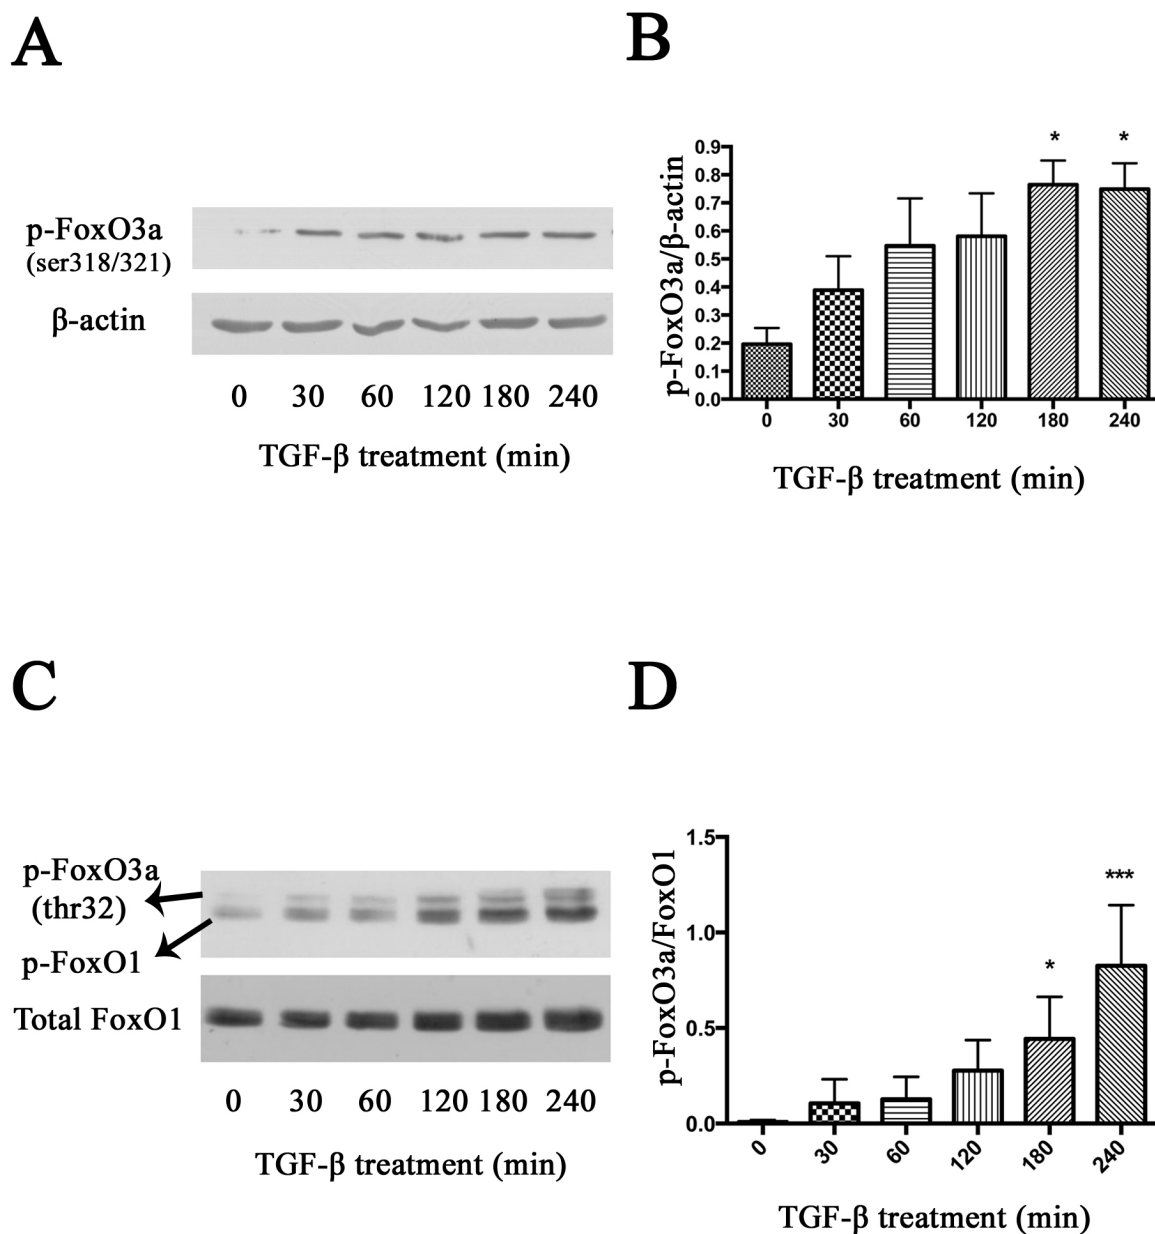 A
p-FoxO3a
(ser318/321)
β-actin
0 30 60 120 180 240
TGF-β treatment (min)
B
p-FoxO3a/β-actin
* *
0.9
0.8
0.7
0.6
0.5
0.4
0.3
0.2
0.1
0.0
0 30 60 120 180 240
TGF-β treatment (min)
C
p-FoxO3a
(thr32)
p-FoxO1
Total FoxO1
0 30 60 120 180 240
TGF-β treatment (min)
D
p-FoxO3a/FoxO1
1.5
1.0
0.5
0.0
* ***
0 30 60 120 180 240
TGF-β treatment (min)